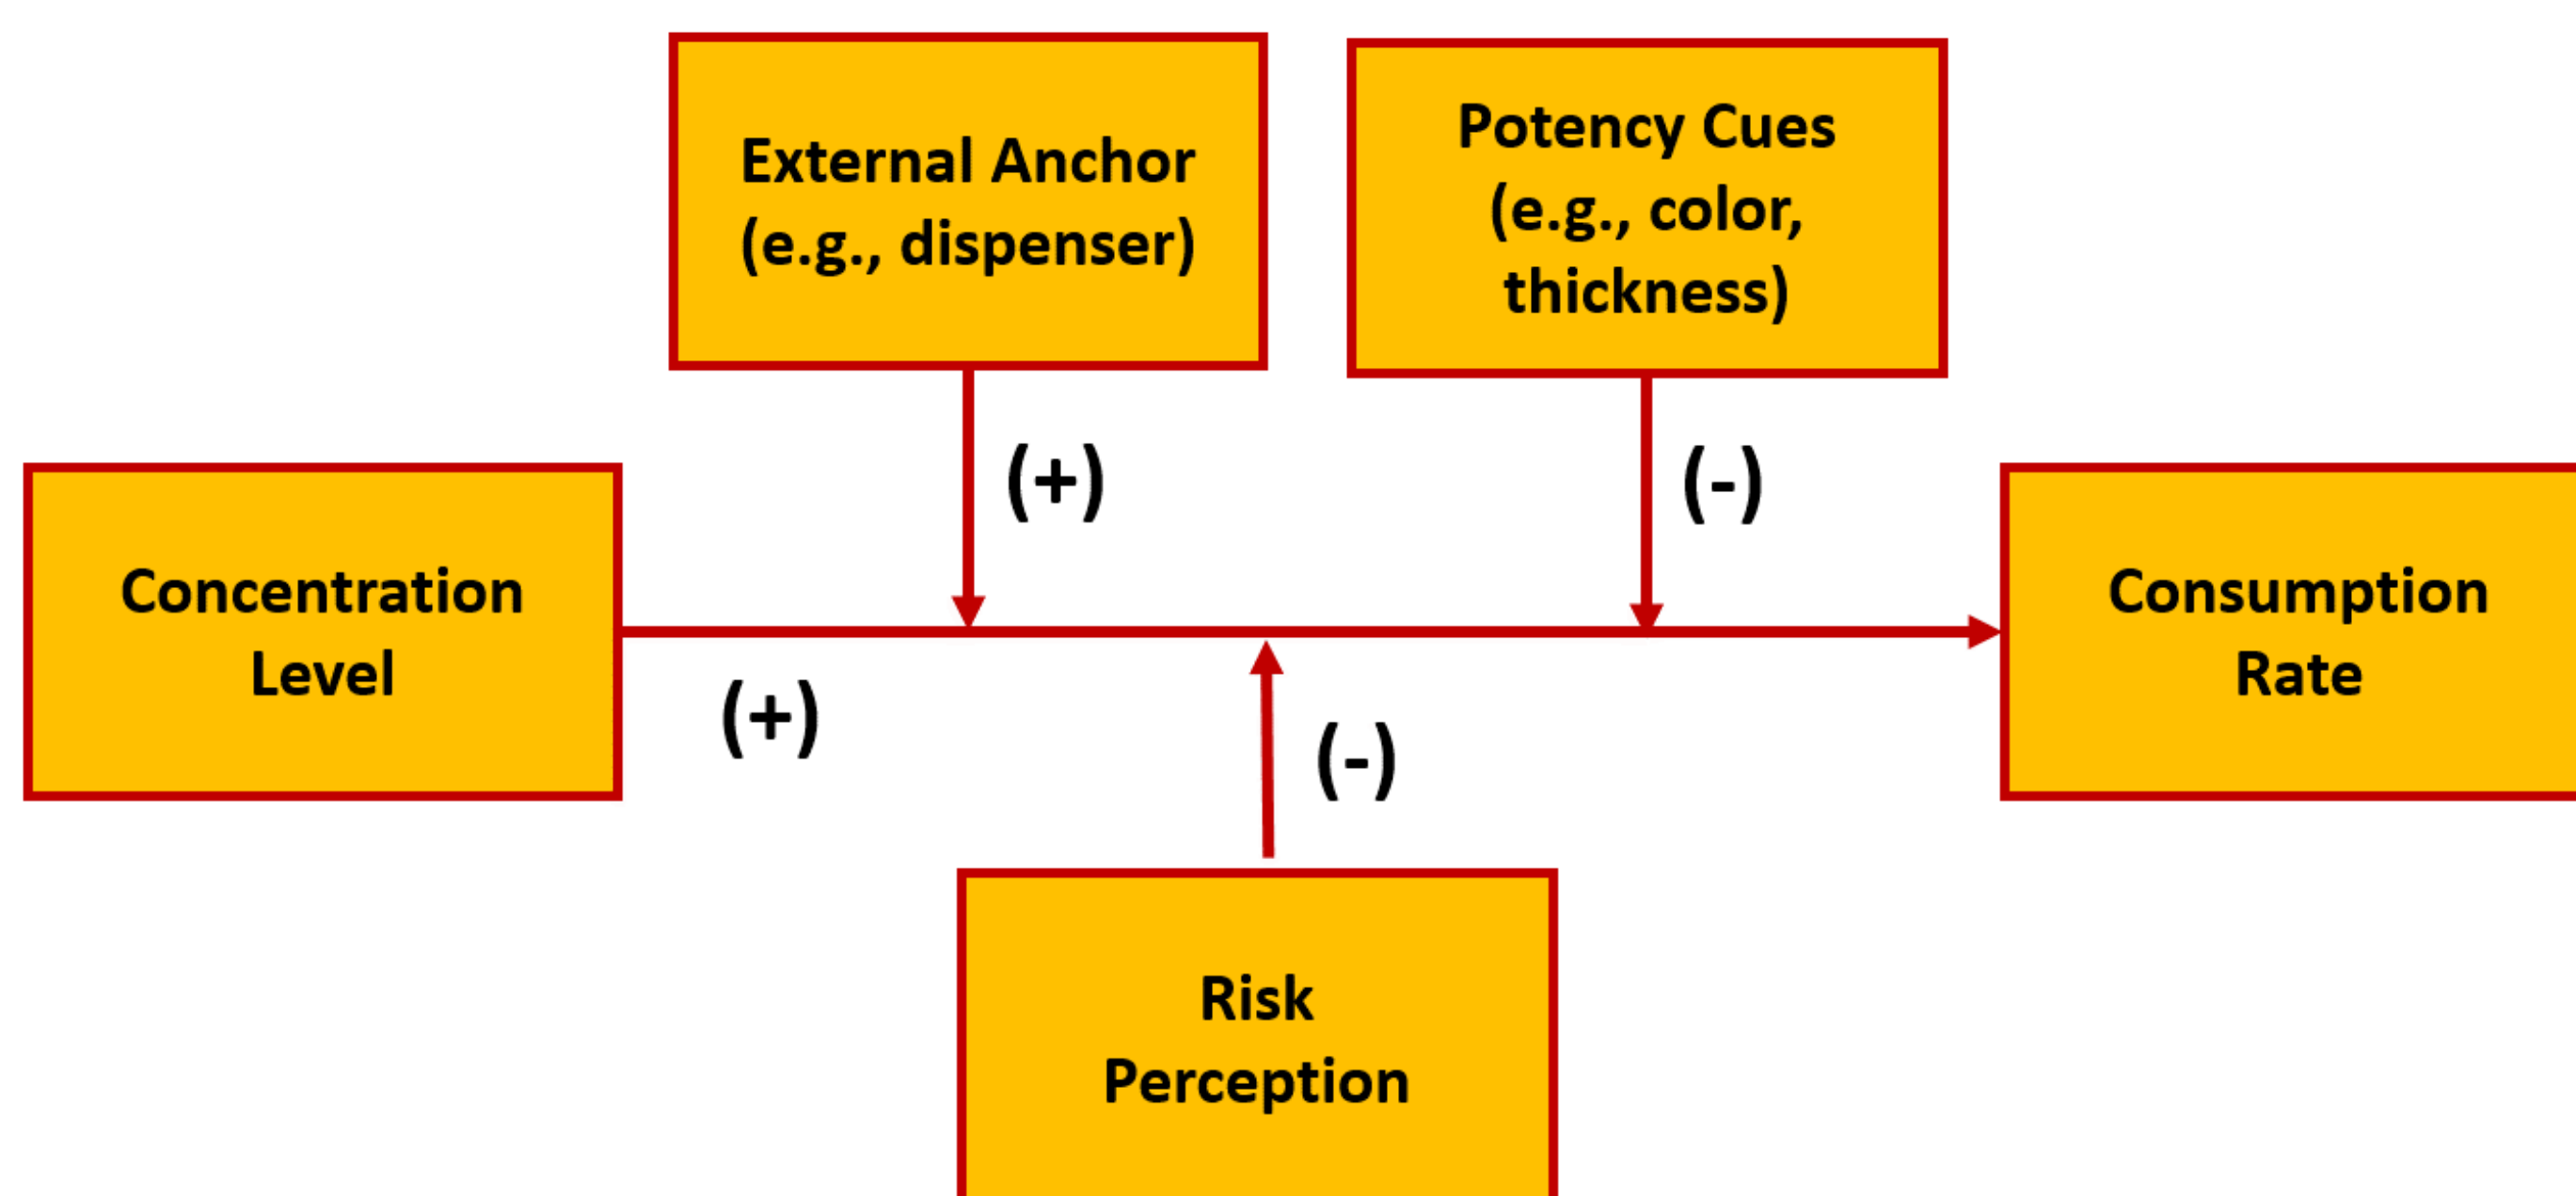 External Anchor
(e.g., dispenser)
Potency Cues
(e.g., color,
thickness)
(+)
(-)
Concentration
Level
Consumption
Rate
(+)
(-)
Risk
Perception